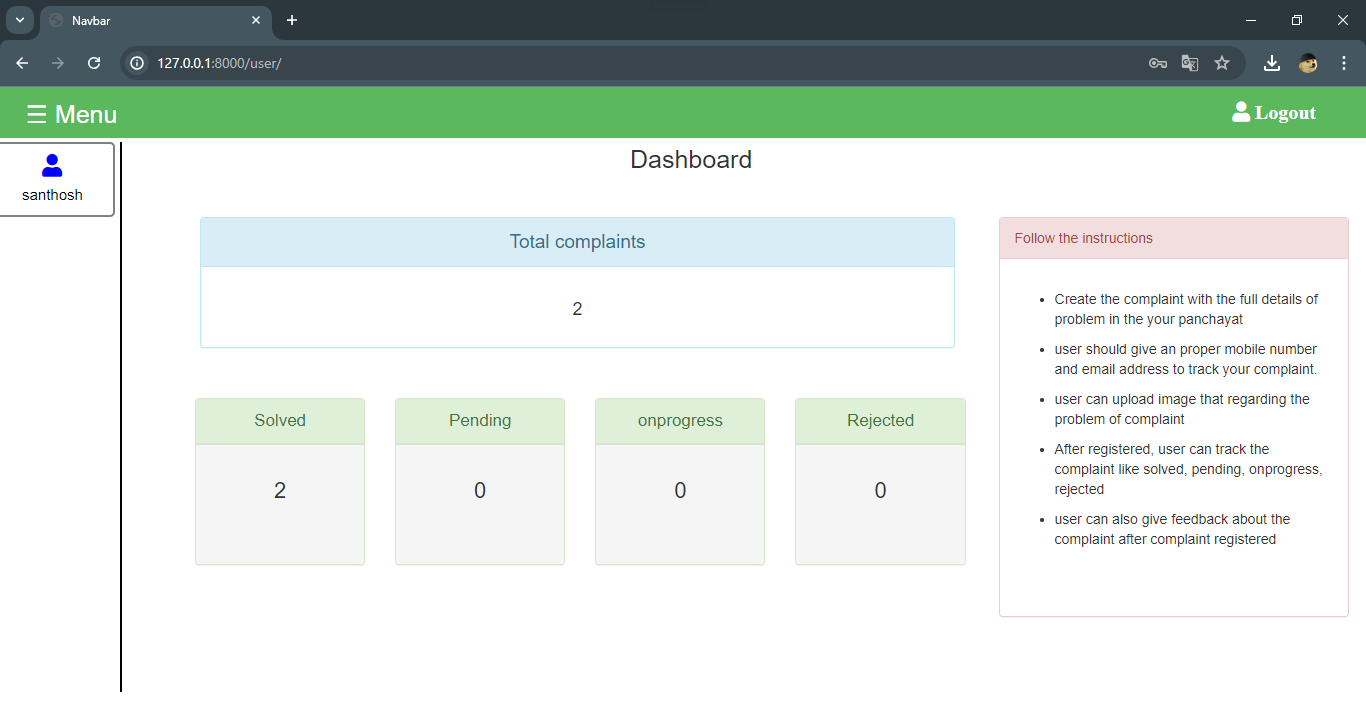 Navbar
127.0.0.1:8000/user/
☰ Menu
Logout
santhosh
Dashboard
Total complaints
2
Solved
Pending
onprogress
Rejected
2
0
0
0
Follow the instructions
• Create the complaint with the full details of
problem in the your panchayat
• user should give an proper mobile number
and email address to track your complaint.
• user can upload image that regarding the
problem of complaint
• After registered, user can track the
complaint like solved, pending, onprogress,
rejected
• user can also give feedback about the
complaint after complaint registered